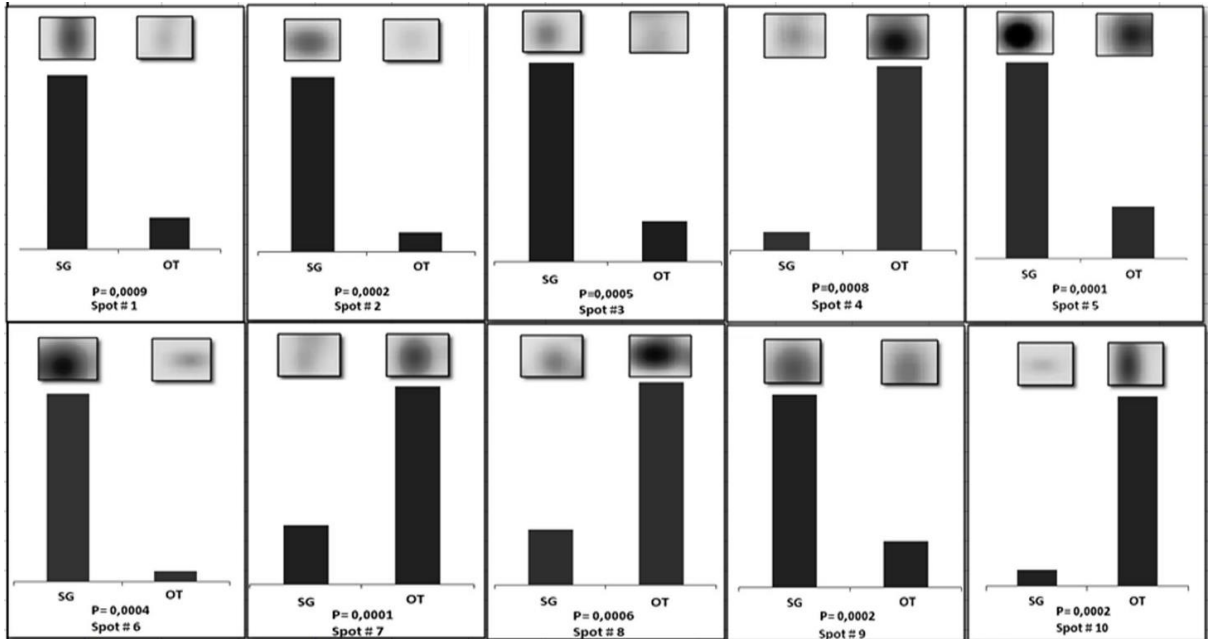 SG OT
P= 0,0009
Spot # 1
SG OT
P= 0,0002
Spot # 2
SG OT
P=0,0005
Spot #3
SG OT
P=0,0008
Spot # 4
SG OT
P= 0,0001
Spot # 5
SG OT
P= 0,0004
Spot # 6
SG OT
P= 0,0001
Spot # 7
SG OT
P= 0,0006
Spot # 8
SG OT
P= 0,0002
Spot # 9
SG OT
P= 0,0002
Spot # 10